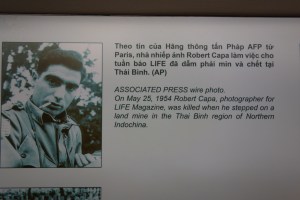 Theo tin của Hãng thông tấn Pháp AFP từ
Paris, nhà nhiếp ảnh Robert Capa làm việc cho
tuần báo LIFE đã dẫm phải mìn và chết tại
Thái Bình. (AP)
ASSOCIATED PRESS wire photo.
On May 25, 1954 Robert Capa, photographer for
LIFE Magazine, was killed when he stepped on a
land mine in the Thai Binh region of Northern
Indochina.